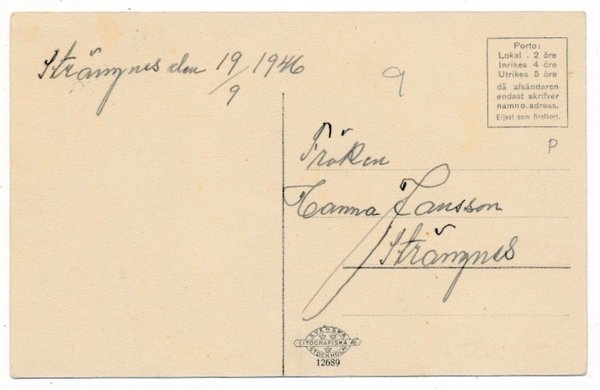 Strängnes den 19/9 1946
9
Porto:
Lokal . 2 öre
Inrikes 4 öre
Utrikes 5 öre
då afsändaren
endast skrifver
namn o. adress.
Eljest som Brefkort.
P
Fröken
Hanna Jansson
Strängnes
SVENSKA
LITOGRAFISKA A.B.
STOCKHOLM
12689